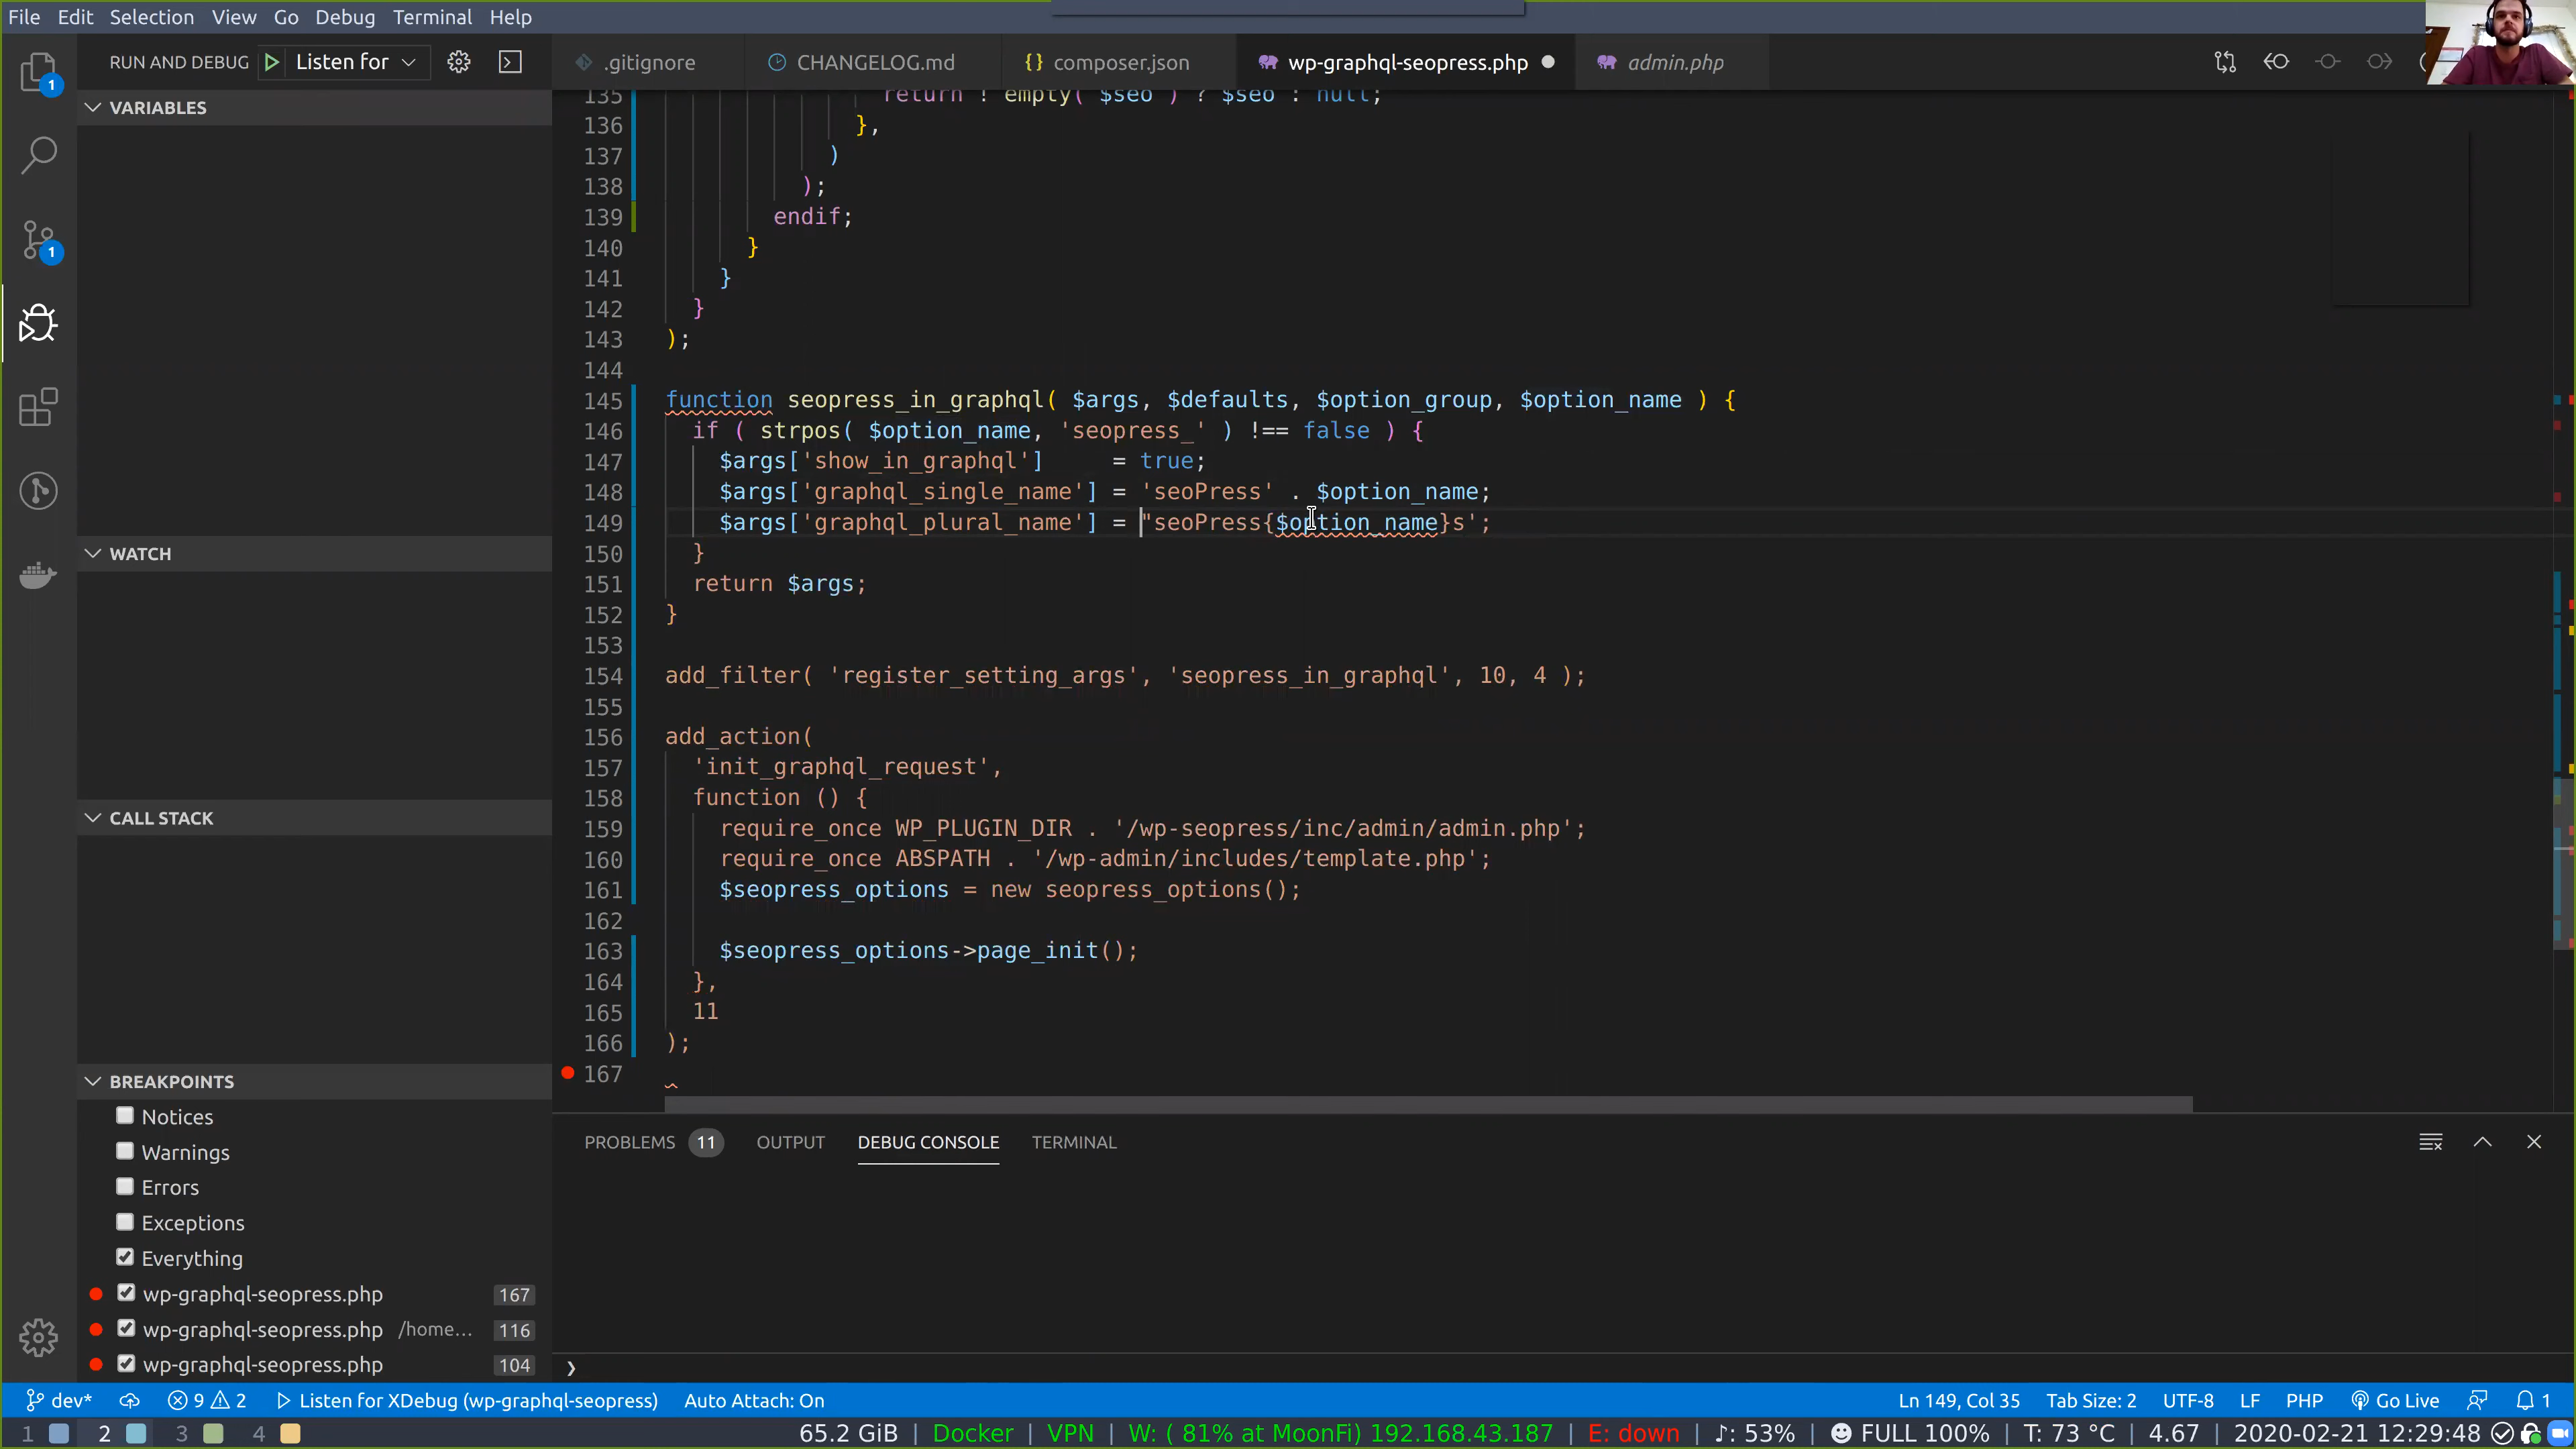 File Edit Selection View Go Debug Terminal Help
RUN AND DEBUG Listen for
.gitignore CHANGELOG.md {} composer.json wp-graphql-seopress.php admin.php
VARIABLES
WATCH
CALL STACK
BREAKPOINTS
Notices
Warnings
Errors
Exceptions
Everything
wp-graphql-seopress.php 167
wp-graphql-seopress.php /home... 116
wp-graphql-seopress.php 104
1
1
135 return ! empty( $seo ) ? $seo : null;
136 },
137 )
138 );
139 endif;
140 }
141 }
142 }
143 );
144
145 function seopress_in_graphql( $args, $defaults, $option_group, $option_name ) {
146 if ( strpos( $option_name, 'seopress_' ) !== false ) {
147 $args['show_in_graphql'] = true;
148 $args['graphql_single_name'] = 'seoPress' . $option_name;
149 $args['graphql_plural_name'] = "seoPress{$option_name}s';
150 }
151 return $args;
152 }
153
154 add_filter( 'register_setting_args', 'seopress_in_graphql', 10, 4 );
155
156 add_action(
157 'init_graphql_request',
158 function () {
159 require_once WP_PLUGIN_DIR . '/wp-seopress/inc/admin/admin.php';
160 require_once ABSPATH . '/wp-admin/includes/template.php';
161 $seopress_options = new seopress_options();
162
163 $seopress_options->page_init();
164 },
165 11
166 );
167
PROBLEMS 11 OUTPUT DEBUG CONSOLE TERMINAL
dev* 9 2 Listen for XDebug (wp-graphql-seopress) Auto Attach: On Ln 149, Col 35 Tab Size: 2 UTF-8 LF PHP Go Live 1
1 2 3 4 65.2 GiB | Docker | VPN | W: ( 81% at MoonFi) 192.168.43.187 | E: down | ♪: 53% | FULL 100% | T: 73 °C | 4.67 | 2020-02-21 12:29:48